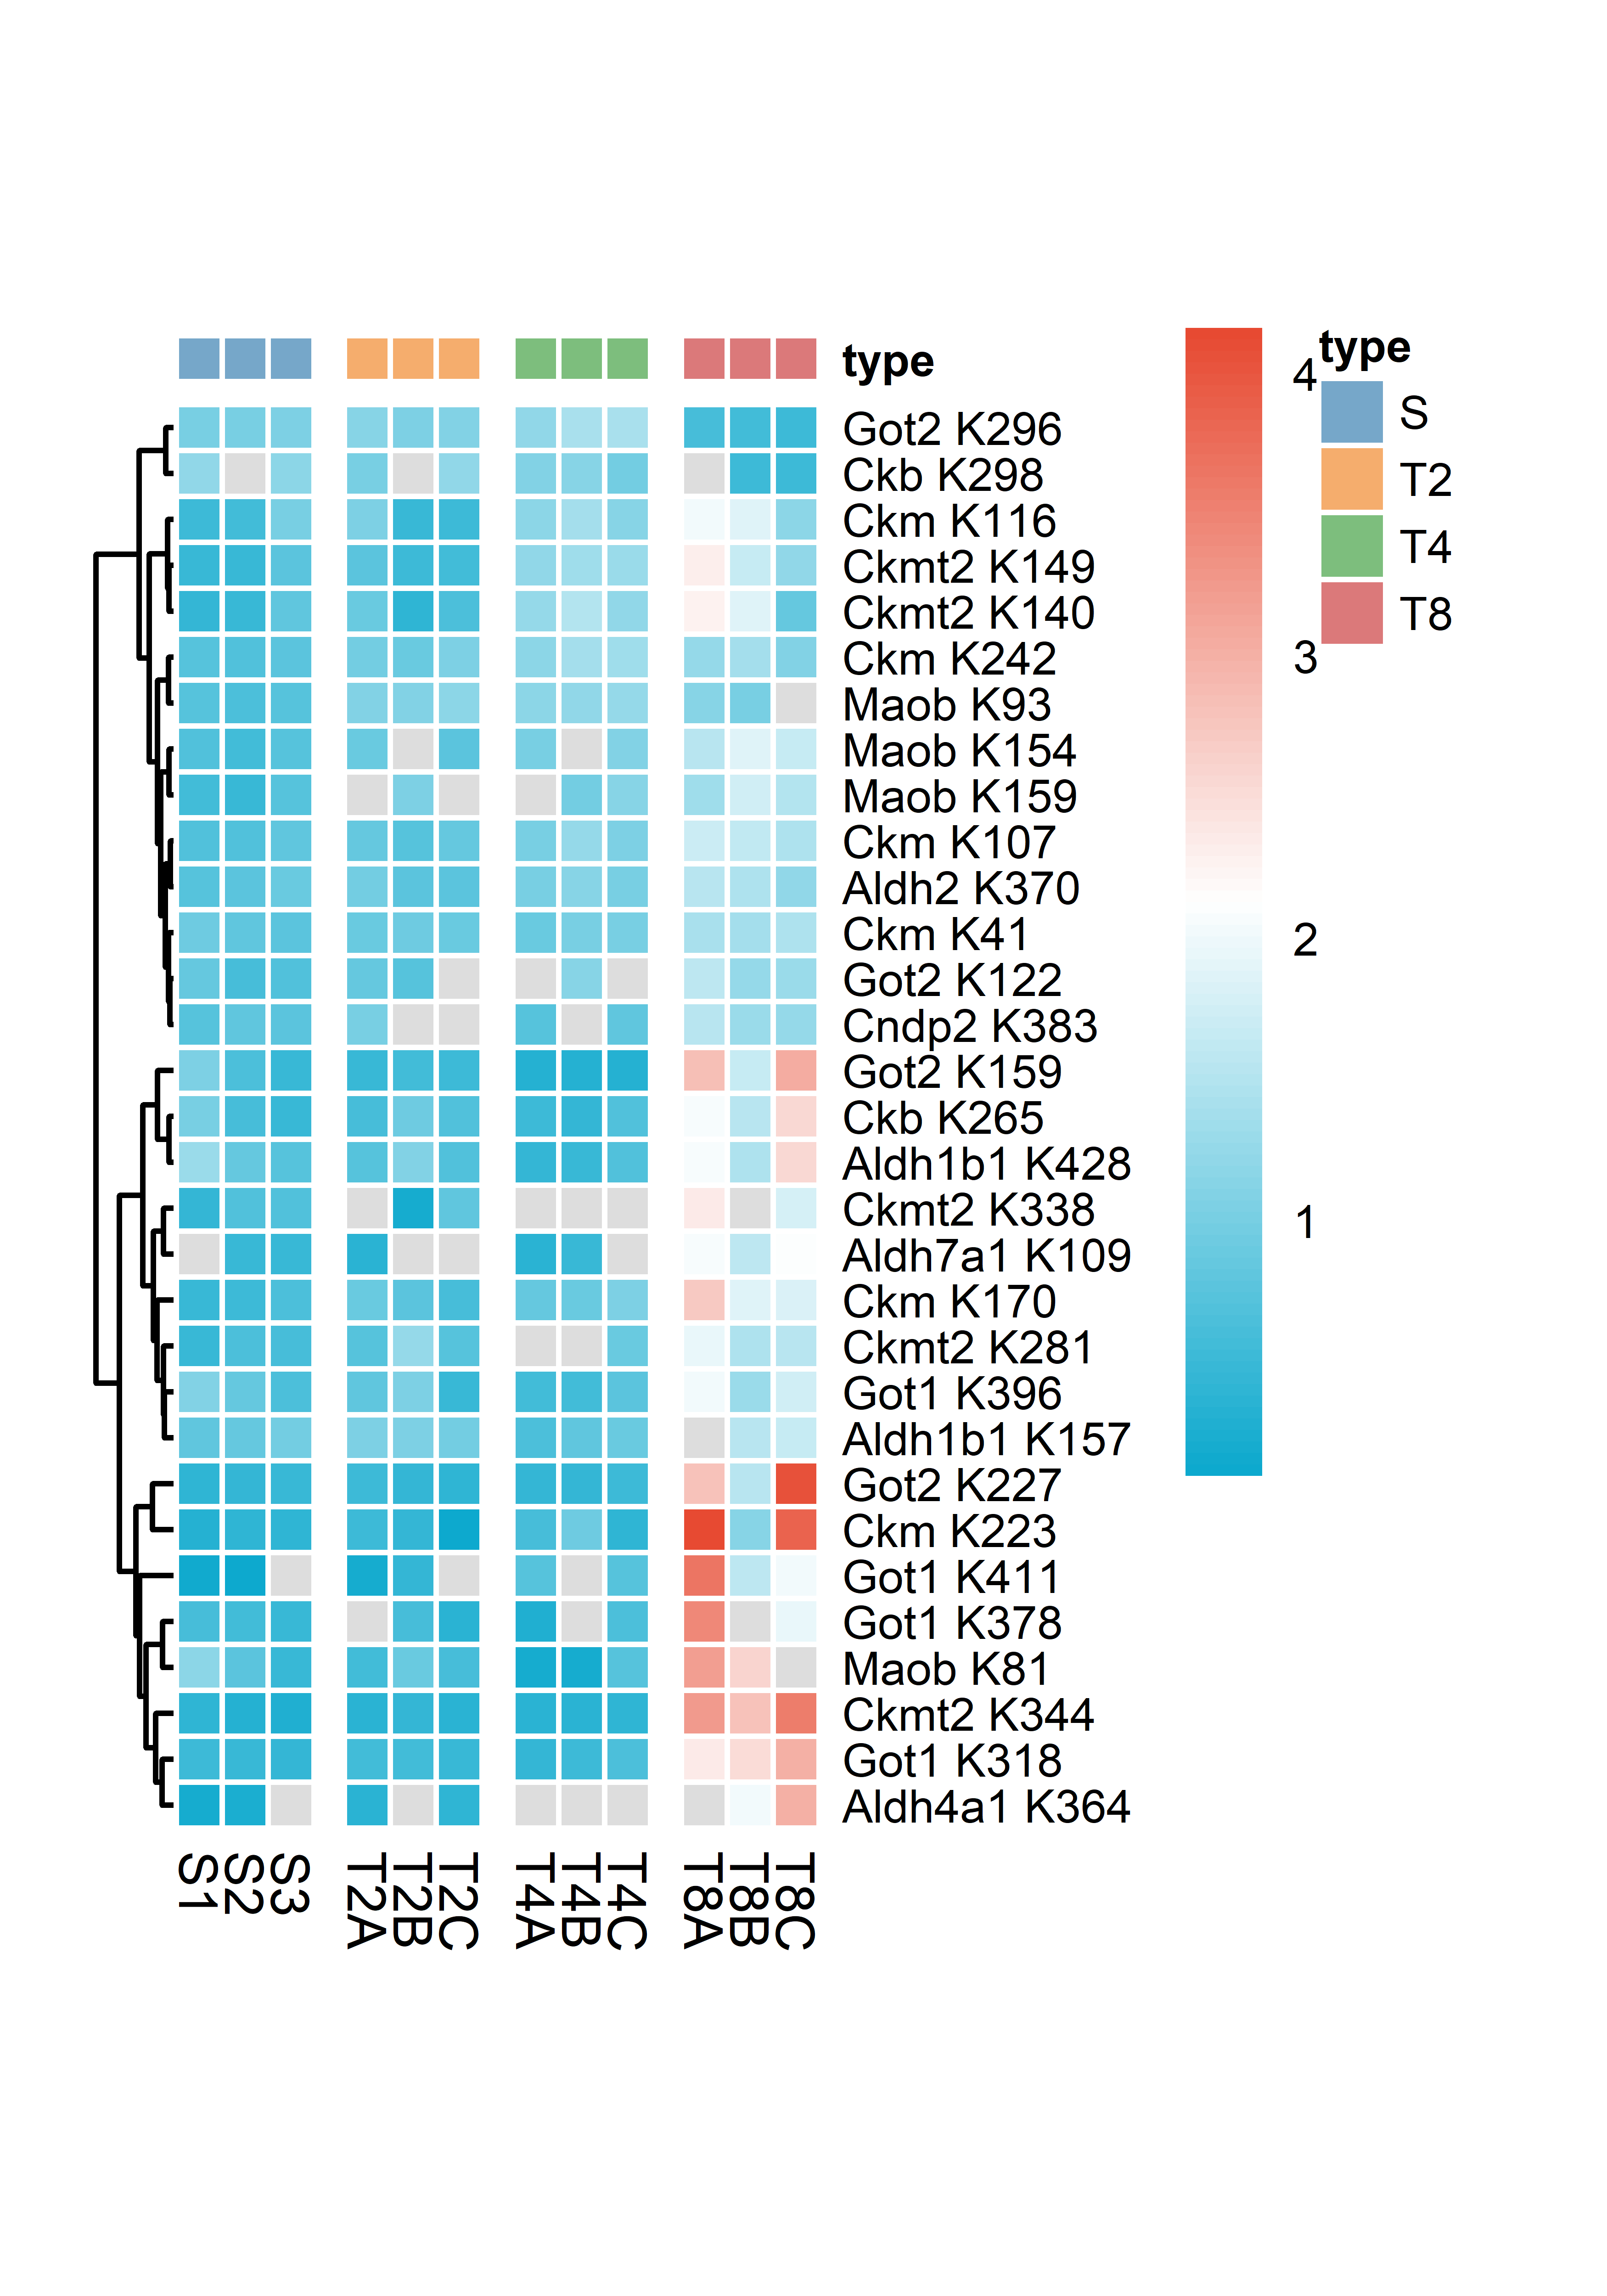 type
Got2 K296
Ckb K298
Ckm K116
Ckmt2 K149
Ckmt2 K140
Ckm K242
Maob K93
Maob K154
Maob K159
Ckm K107
Aldh2 K370
Ckm K41
Got2 K122
Cndp2 K383
Got2 K159
Ckb K265
Aldh1b1 K428
Ckmt2 K338
Aldh7a1 K109
Ckm K170
Ckmt2 K281
Got1 K396
Aldh1b1 K157
Got2 K227
Ckm K223
Got1 K411
Got1 K378
Maob K81
Ckmt2 K344
Got1 K318
Aldh4a1 K364
S1 S2 S3 T2A T2B T2C T4A T4B T4C T8A T8B T8C
4
3
2
1
type
S
T2
T4
T8